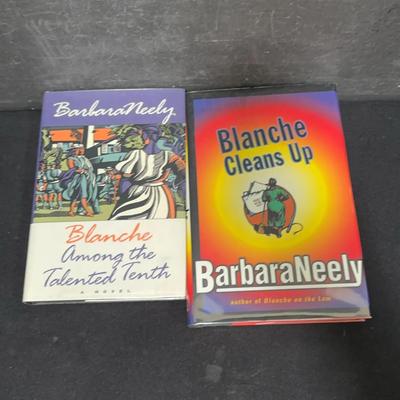 BarbaraNeely
Blanche
Among the
Talented Tenth
A NOVEL
Blanche
Cleans Up
BarbaraNeely
author of Blanche on the Lam